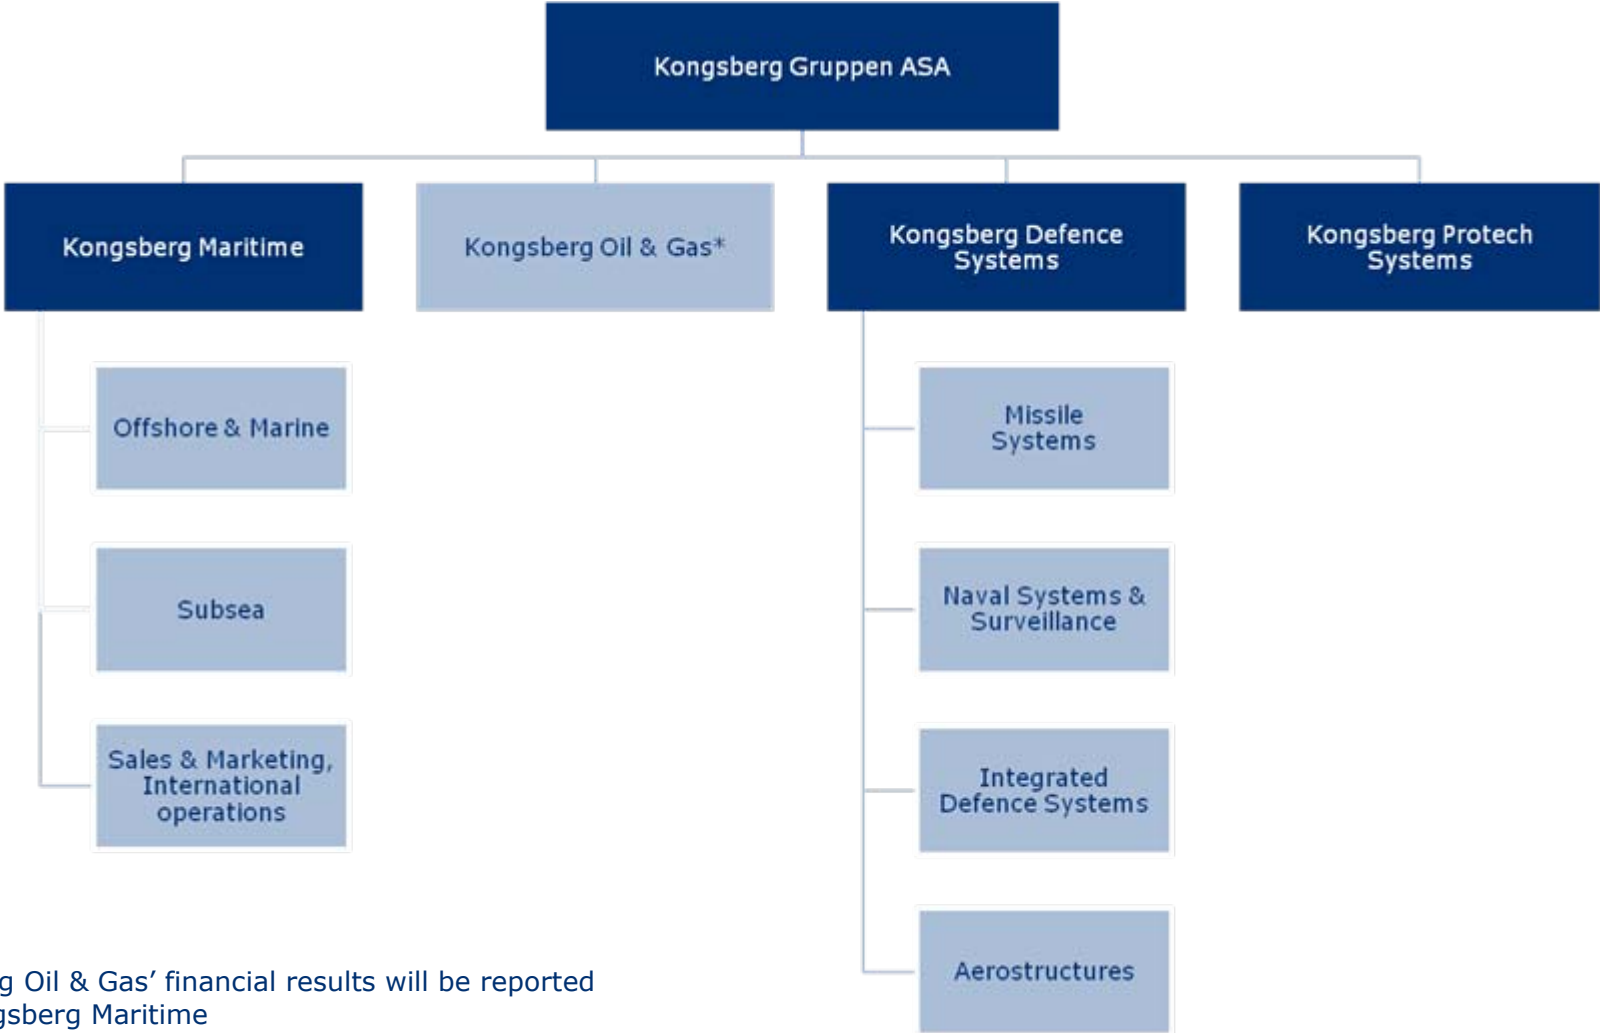 Kongsberg Gruppen ASA
Kongsberg Maritime
Kongsberg Oil & Gas*
Kongsberg Defence
Systems
Kongsberg Protech
Systems
Offshore & Marine
Subsea
Sales & Marketing,
International
operations
Missile
Systems
Naval Systems &
Surveillance
Integrated
Defence Systems
Aerostructures
g Oil & Gas’ financial results will be reported
gsberg Maritime